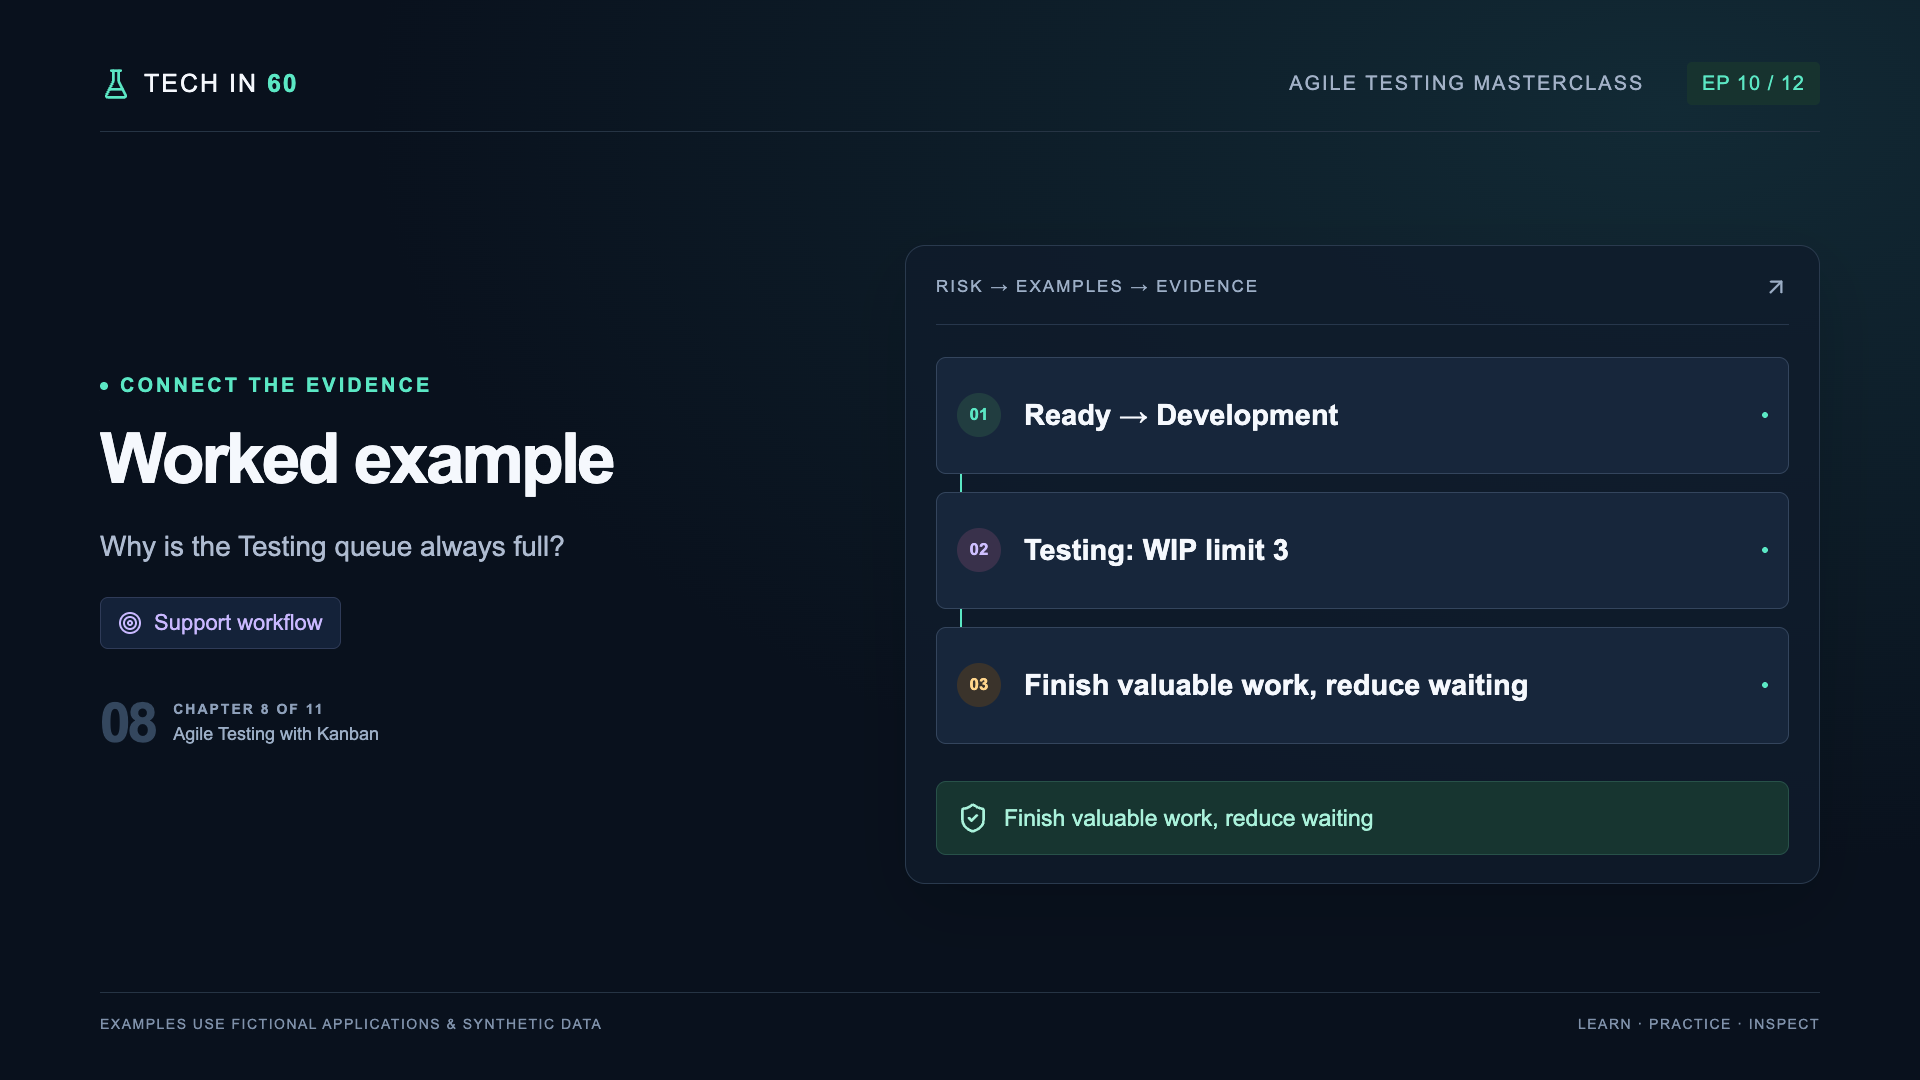 TECH IN 60
AGILE TESTING MASTERCLASS
EP 10 / 12
• CONNECT THE EVIDENCE
Worked example
Why is the Testing queue always full?
Support workflow
08
CHAPTER 8 OF 11
Agile Testing with Kanban
RISK → EXAMPLES → EVIDENCE
01
Ready → Development
02
Testing: WIP limit 3
03
Finish valuable work, reduce waiting
Finish valuable work, reduce waiting
EXAMPLES USE FICTIONAL APPLICATIONS & SYNTHETIC DATA
LEARN · PRACTICE · INSPECT